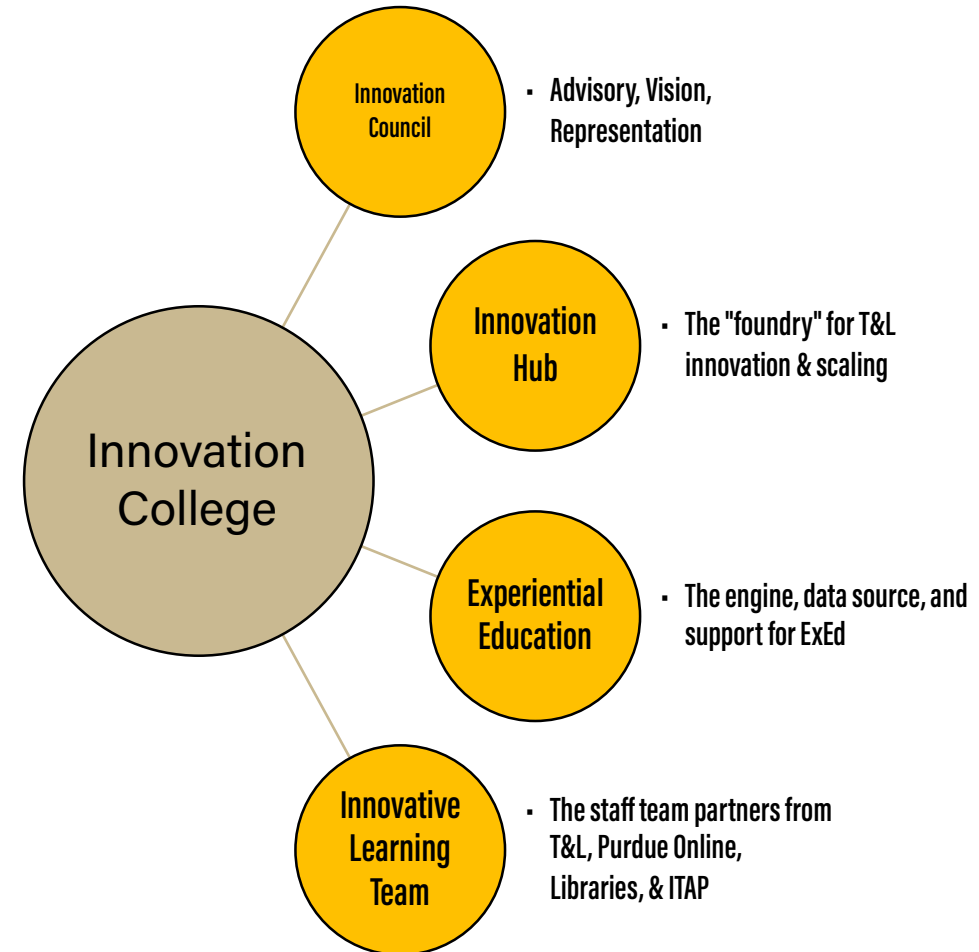 Innovation
Council
▪ Advisory, Vision,
Representation
Innovation
Hub
▪ The "foundry" for T&L
innovation & scaling
Innovation
College
Experiential
Education
▪ The engine, data source, and
support for ExEd
Innovative
Learning
Team
▪ The staff team partners from
T&L, Purdue Online,
Libraries, & ITAP